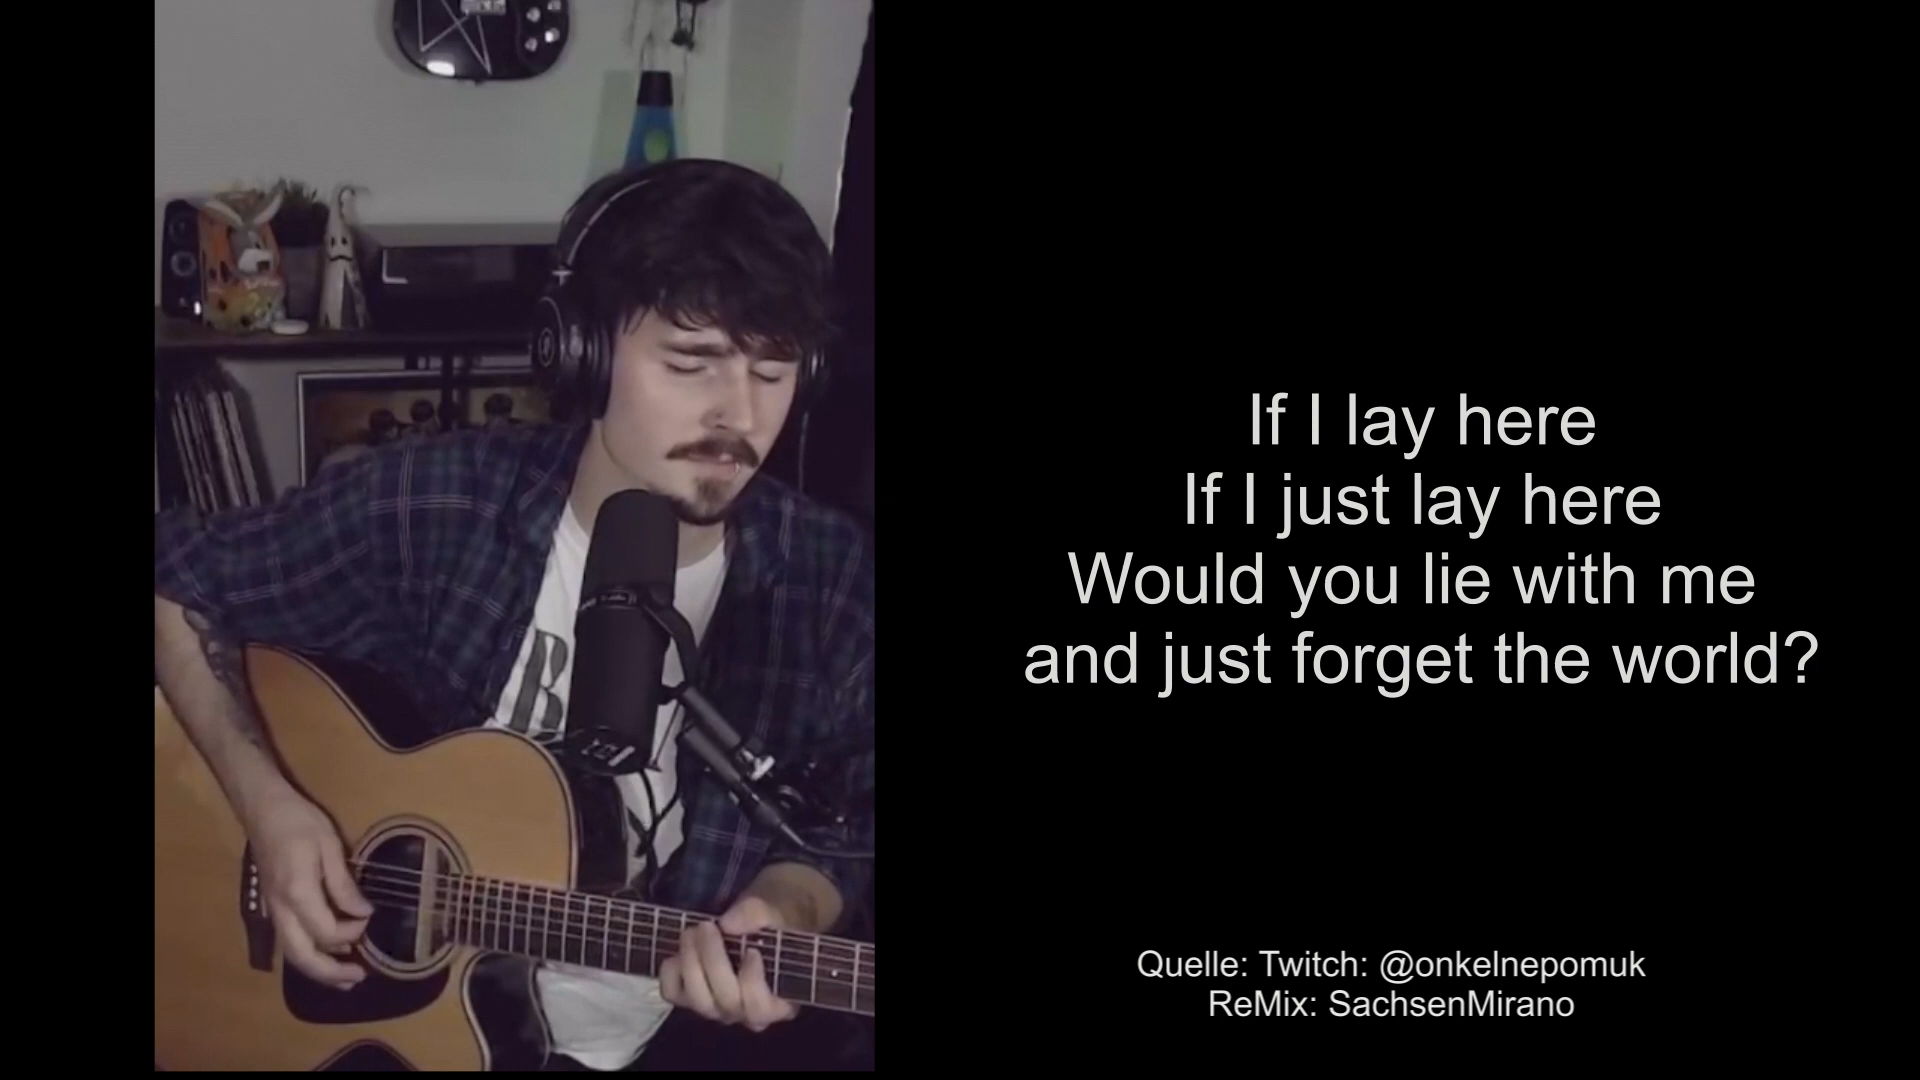 If I lay here
If I just lay here
Would you lie with me
and just forget the world?
Quelle: Twitch: @onkelnepomuk
ReMix: SachsenMirano